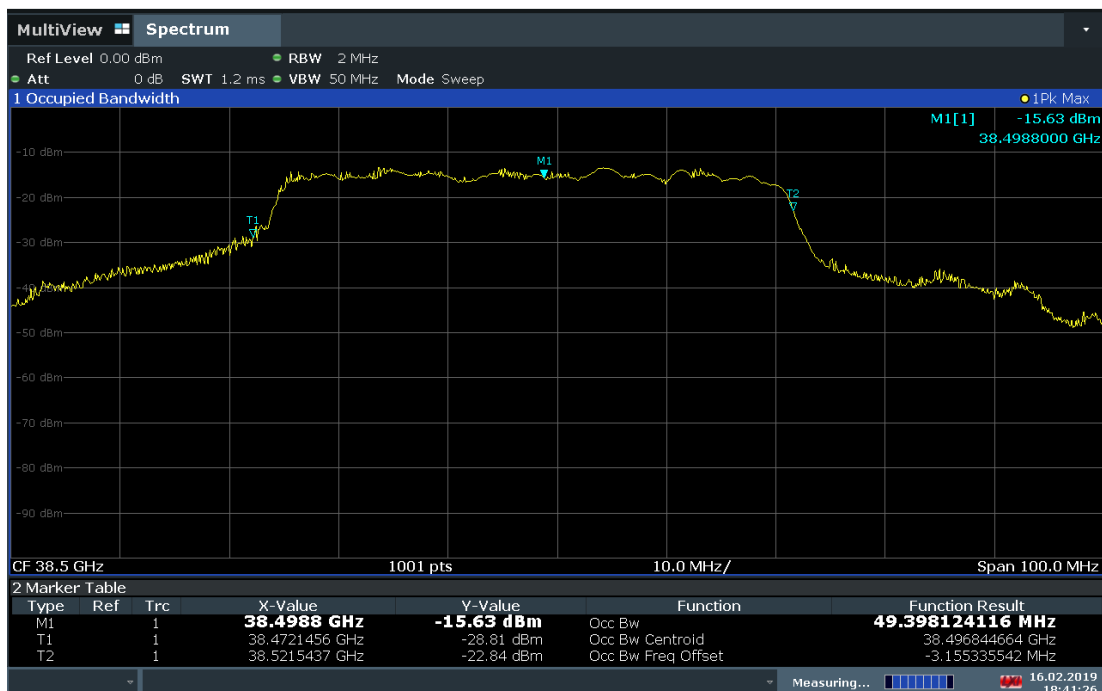 MultiView Spectrum
Ref Level 0.00 dBm RBW 2 MHz
Att 0 dB SWT 1.2 ms VBW 50 MHz Mode Sweep
1 Occupied Bandwidth 1Pk Max
M1[1] -15.63 dBm
38.4988000 GHz
-10 dBm
M1
-20 dBm
T2
T1
-30 dBm
-40 dBm
-50 dBm
-60 dBm
-70 dBm
-80 dBm
-90 dBm
CF 38.5 GHz 1001 pts 10.0 MHz/ Span 100.0 MHz
2 Marker Table
Type Ref Trc X-Value Y-Value Function Function Result
M1 1 38.4988 GHz -15.63 dBm Occ Bw 49.398124116 MHz
T1 1 38.4721456 GHz -28.81 dBm Occ Bw Centroid 38.496844664 GHz
T2 1 38.5215437 GHz -22.84 dBm Occ Bw Freq Offset -3.155335542 MHz
Measuring... 16.02.2019
18:41:26